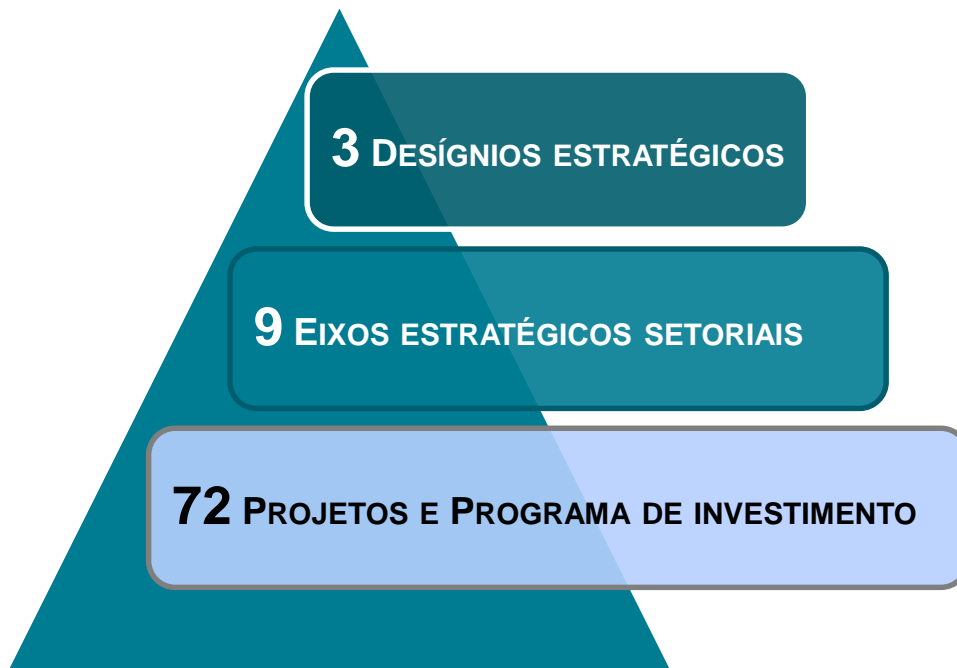 3 Desígnios estratégicos
9 Eixos estratégicos setoriais
72 Projetos e Programa de investimento